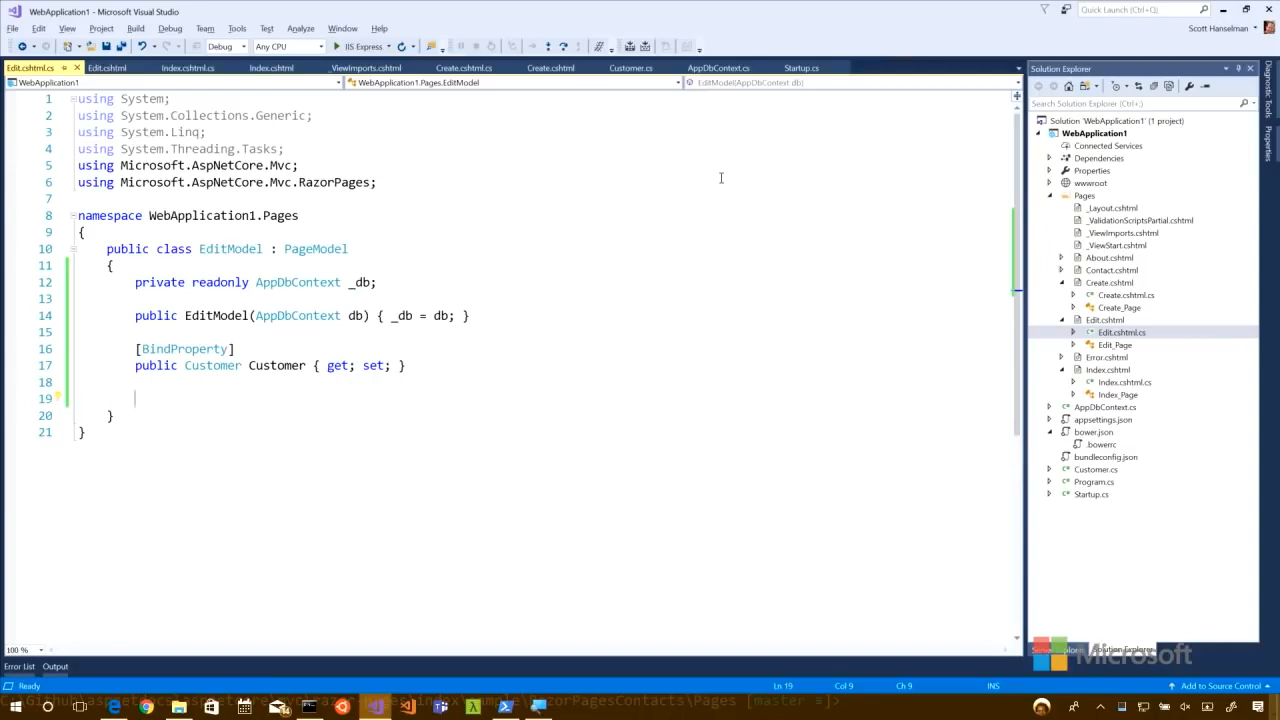 WebApplication1 - Microsoft Visual Studio
Quick Launch (Ctrl+Q)
File Edit View Project Build Debug Team Tools Test Analyze Window Help
Scott Hanselman
Debug Any CPU IIS Express
Edit.cshtml.cs Edit.cshtml Index.cshtml.cs Index.cshtml _ViewImports.cshtml Create.cshtml.cs Create.cshtml Customer.cs AppDbContext.cs Startup.cs
WebApplication1 WebApplication1.Pages.EditModel EditModel(AppDbContext db)
1 using System;
2 using System.Collections.Generic;
3 using System.Linq;
4 using System.Threading.Tasks;
5 using Microsoft.AspNetCore.Mvc;
6 using Microsoft.AspNetCore.Mvc.RazorPages;
7
8 namespace WebApplication1.Pages
9 {
10 public class EditModel : PageModel
11 {
12 private readonly AppDbContext _db;
13
14 public EditModel(AppDbContext db) { _db = db; }
15
16 [BindProperty]
17 public Customer Customer { get; set; }
18
19
20 }
21 }
100 %
Solution Explorer
Search Solution Explorer (Ctrl+;)
Solution 'WebApplication1' (1 project)
WebApplication1
Connected Services
Dependencies
Properties
wwwroot
Pages
_Layout.cshtml
_ValidationScriptsPartial.cshtml
_ViewImports.cshtml
_ViewStart.cshtml
About.cshtml
Contact.cshtml
Create.cshtml
Create.cshtml.cs
Create_Page
Edit.cshtml
Edit.cshtml.cs
Edit_Page
Error.cshtml
Index.cshtml
Index.cshtml.cs
Index_Page
AppDbContext.cs
appsettings.json
bower.json
.bowerrc
bundleconfig.json
Customer.cs
Program.cs
Startup.cs
Diagnostic Tools
Properties
Solution Explorer
Microsoft
Error List Output
Ready Ln 19 Col 9 Ch 9 INS Add to Source Control